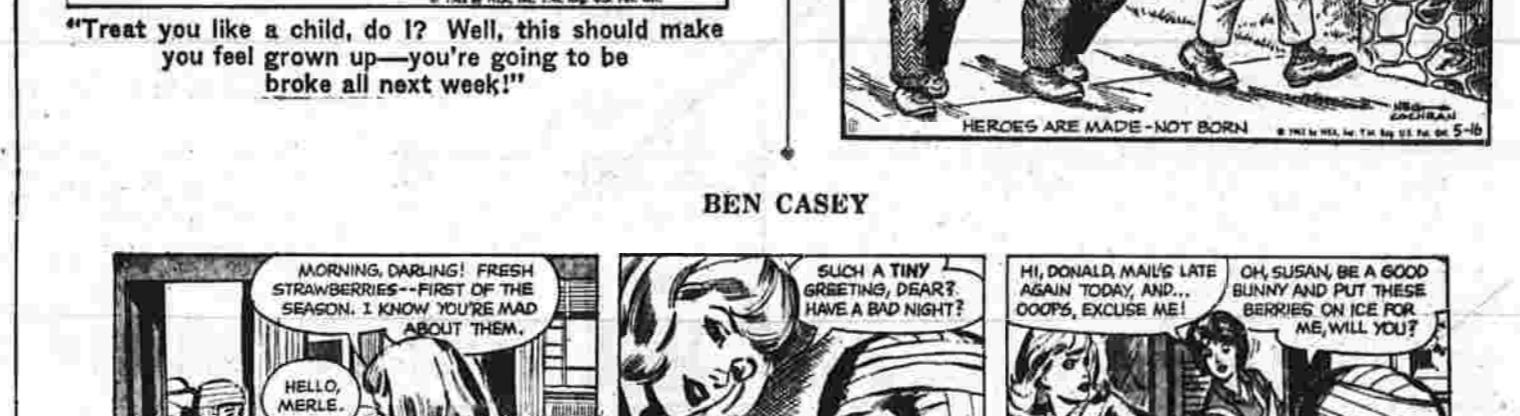 "Treat you like a child, do I? Well, this should make
you feel grown up—you're going to be
broke all next week!"
NEG
COCHRAN
HEROES ARE MADE-NOT BORN
5-16
BEN CASEY
MORNING, DARLING! FRESH
STRAWBERRIES--FIRST OF THE
SEASON. I KNOW YOU'RE MAD
ABOUT THEM.
HELLO,
MERLE.
SUCH A TINY
GREETING, DEAR?
HAVE A BAD NIGHT?
HI, DONALD, MAIL'S LATE
AGAIN TODAY, AND...
OOOPS, EXCUSE ME!
OH, SUSAN, BE A GOOD
BUNNY AND PUT THESE
BERRIES ON ICE FOR
ME, WILL YOU?